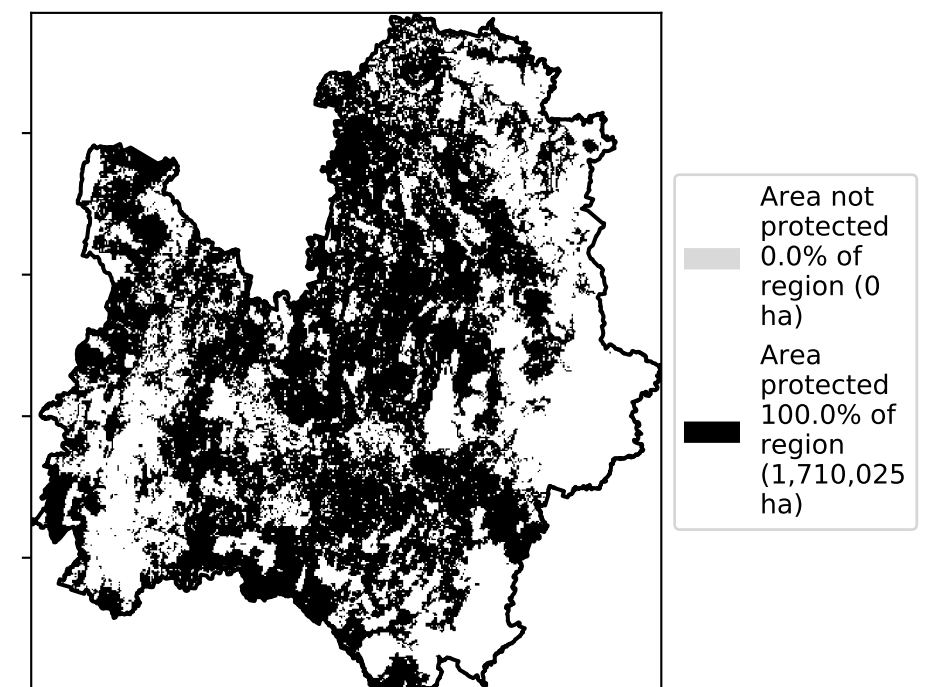 Area not
protected
0.0% of
region (0
ha)
Area
protected
100.0% of
region
(1,710,025
ha)